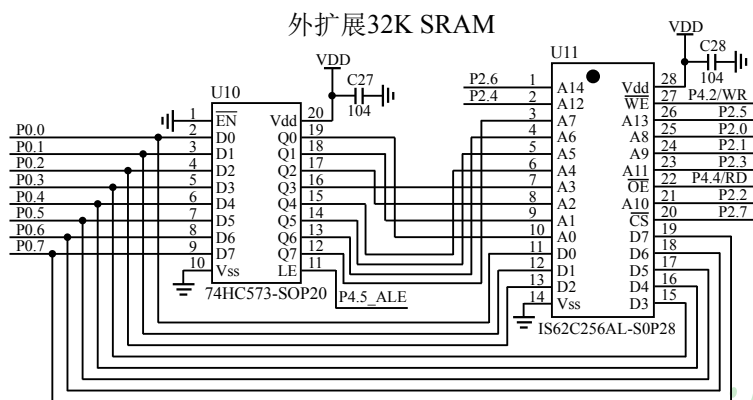 外扩展32K SRAM
VDD
C27
104
U10
1 EN Vdd 20
P0.0 2 D0 Q0 19
P0.1 3 D1 Q1 18
P0.2 4 D2 Q2 17
P0.3 5 D3 Q3 16
P0.4 6 D4 Q4 15
P0.5 7 D5 Q5 14
P0.6 8 D6 Q6 13
P0.7 9 D7 Q7 12
10 Vss LE 11
P4.5_ALE
74HC573-SOP20
VDD
C28
104
U11
P2.6 1 A14 Vdd 28
P2.4 2 A12 WE 27 P4.2/WR
3 A7 A13 26 P2.5
4 A6 A8 25 P2.0
5 A5 A9 24 P2.1
6 A4 A11 23 P2.3
7 A3 OE 22 P4.4/RD
8 A2 A10 21 P2.2
9 A1 CS 20 P2.7
10 A0 D7 19
11 D0 D6 18
12 D1 D5 17
13 D2 D4 16
14 Vss D3 15
IS62C256AL-S0P28